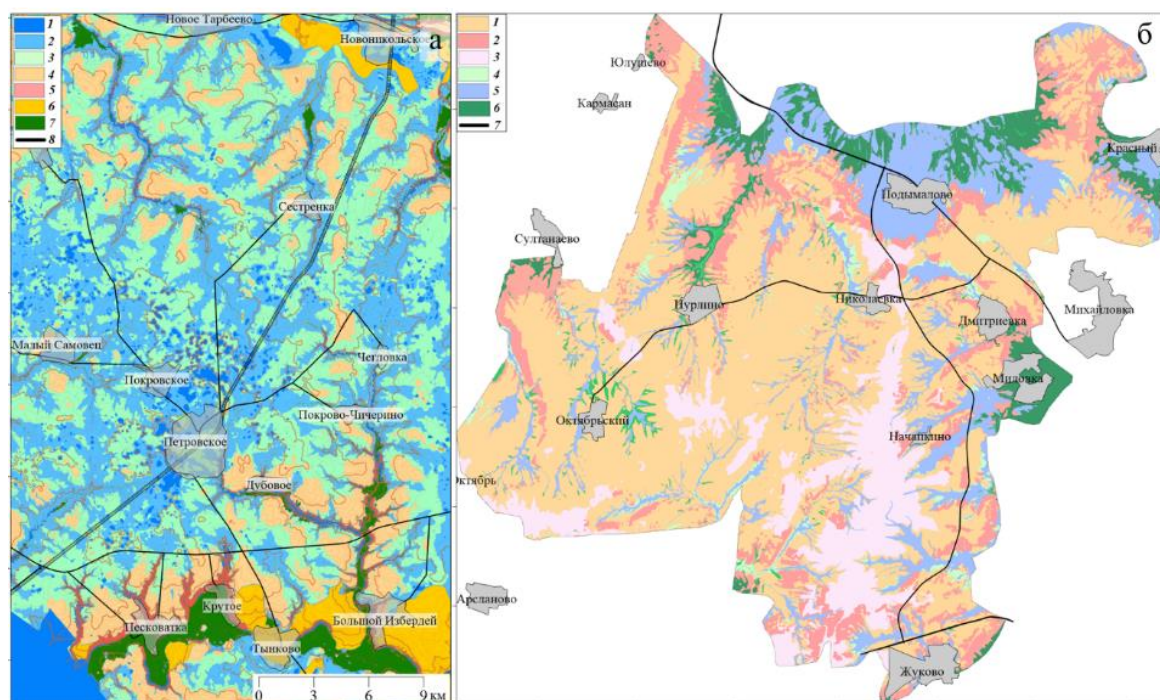 а
1
2
3
4
5
6
7
8
Новое Тарбеево
Новоникольское
Сестренка
Малый Самовец
Чегловка
Покровское
Покрово-Чичерино
Петровское
Дубовое
Крутое
Песковатка
Большой Избердей
Тынково
0 3 6 9 км
б
1
2
3
4
5
6
7
Юлушево
Кармасан
Красный
Подымалово
Султанаево
Нурлино
Николаевка
Дмитриевка
Михайловка
Миловка
Октябрьский
Начапкино
Октябрь
Арсланово
Жуково